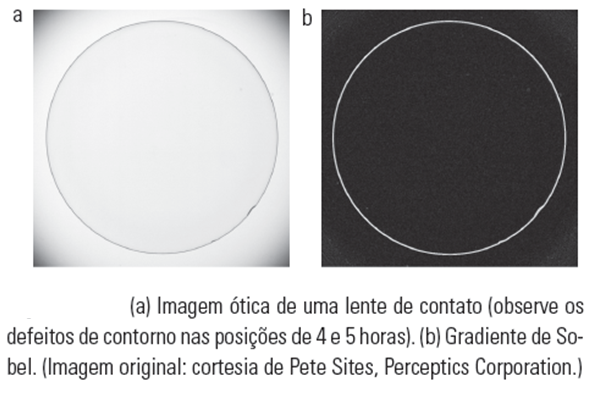 a
b
(a) Imagem ótica de uma lente de contato (observe os
defeitos de contorno nas posições de 4 e 5 horas). (b) Gradiente de So-
bel. (Imagem original: cortesia de Pete Sites, Perceptics Corporation.)